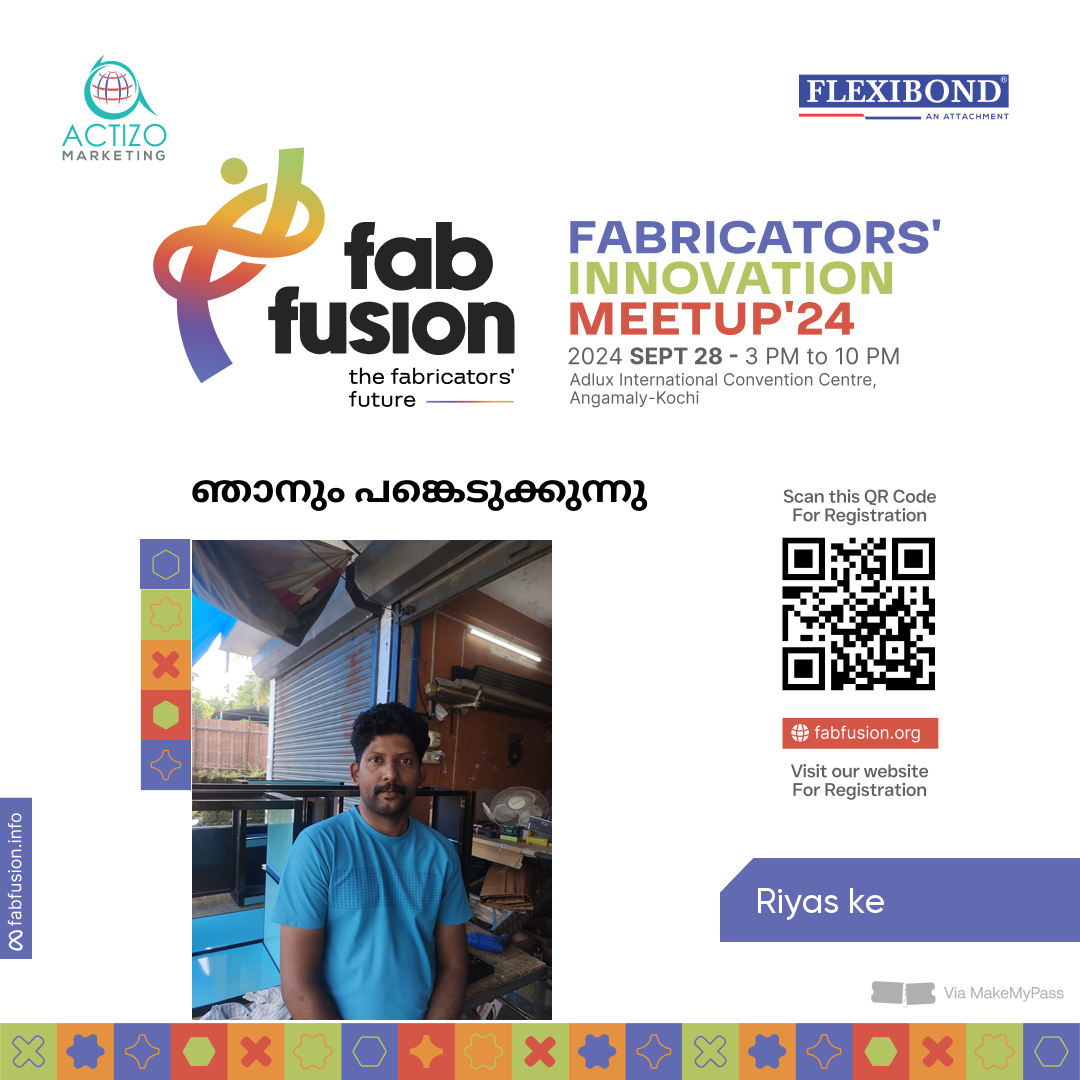 ACTIZO
MARKETING
FLEXIBOND®
AN ATTACHMENT
fab
fusion
the fabricators'
future
FABRICATORS'
INNOVATION
MEETUP'24
2024 SEPT 28 - 3 PM to 10 PM
Adlux International Convention Centre,
Angamaly-Kochi
ഞാനും പങ്കെടുക്കുന്നു
Scan this QR Code
For Registration
fabfusion.org
Visit our website
For Registration
fabfusion.info
Riyas ke
Via MakeMyPass